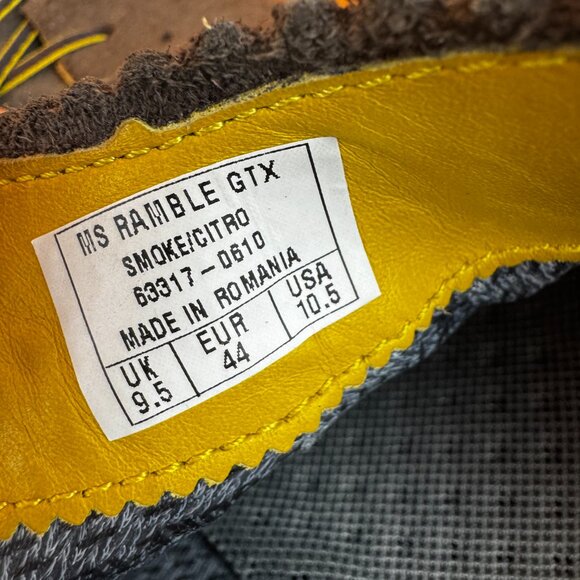 MS RAMBLE GTX
SMOKE/CITRO
63317-0610
MADE IN ROMANIA
UK EUR USA
9.5 44 10.5